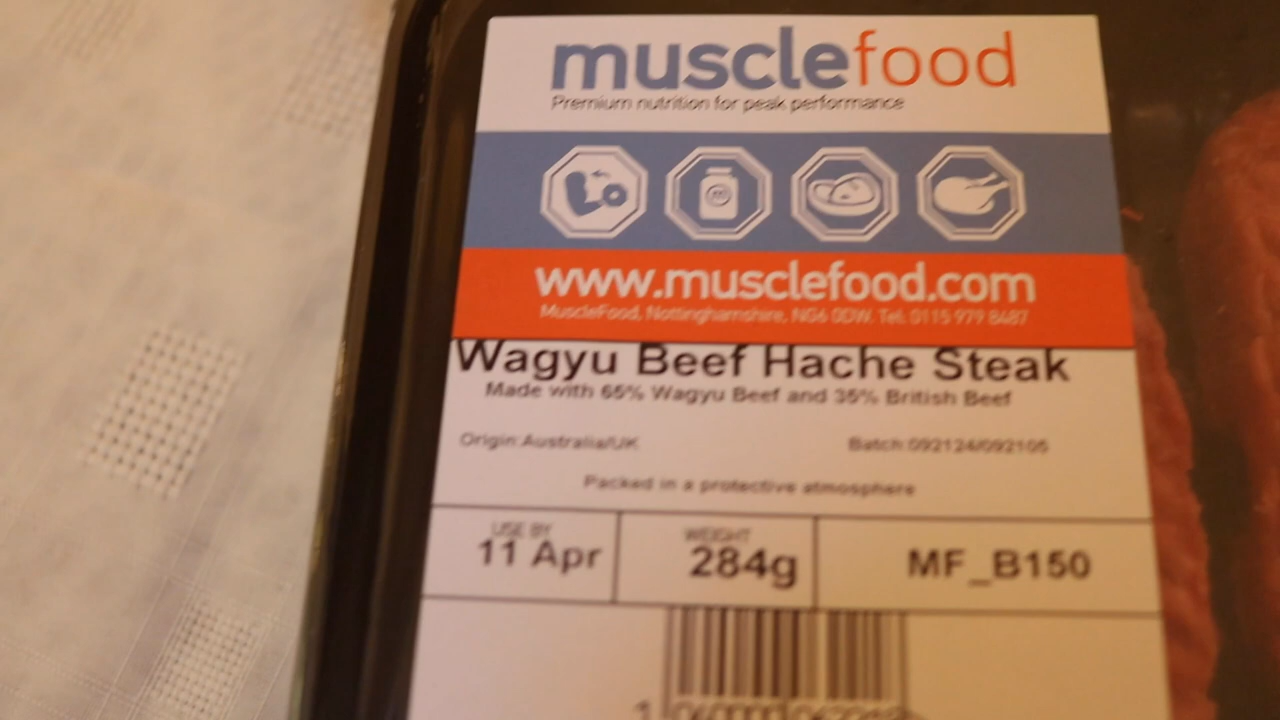 musclefood
Premium nutrition for peak performance
www.musclefood.com
MuscleFood, Nottinghamshire, NG6 0DW. Tel: 0115 979 8487
Wagyu Beef Hache Steak
Made with 65% Wagyu Beef and 35% British Beef
Origin:Australia/UK
Batch:092124/092105
Packed in a protective atmosphere
USE BY
11 Apr
WEIGHT
284g
MF_B150